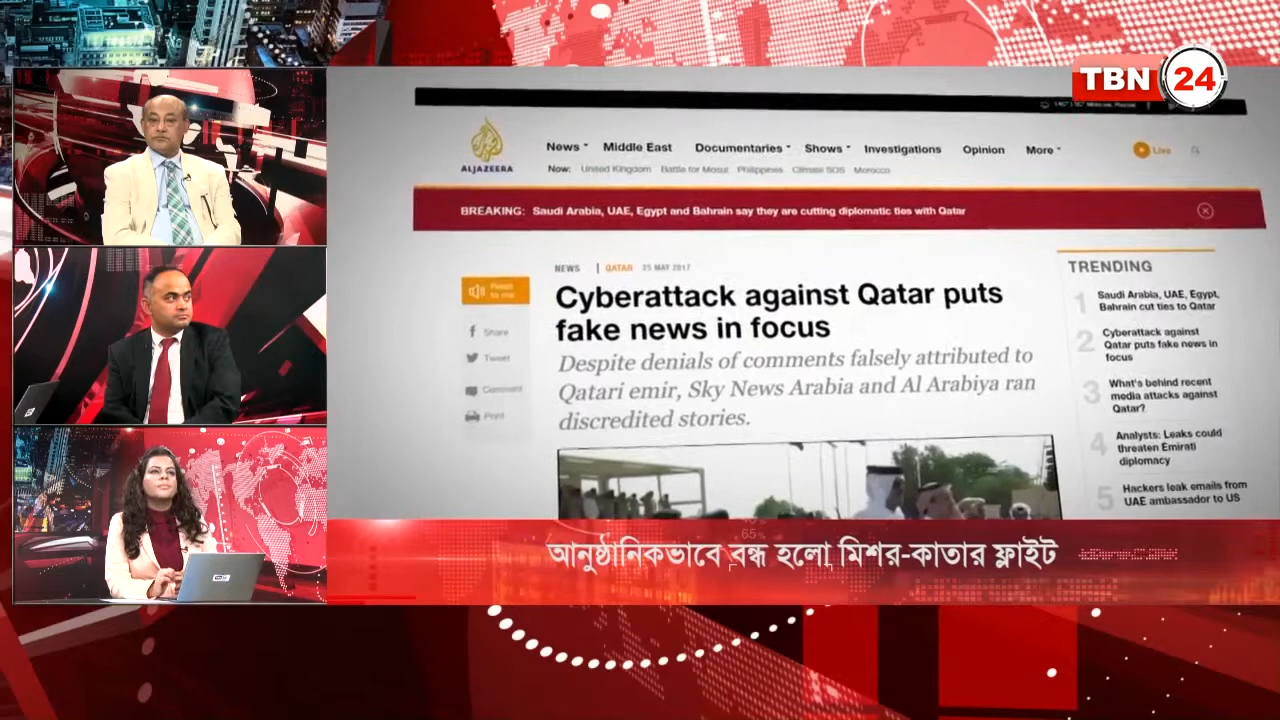 TBN 24
ALJAZEERA
News Middle East Documentaries Shows Investigations Opinion More Live
Now: United Kingdom Battle for Mosul Philippines Climate SOS Morocco
BREAKING: Saudi Arabia, UAE, Egypt and Bahrain say they are cutting diplomatic ties with Qatar
NEWS | QATAR 25 MAY 2017
Cyberattack against Qatar puts
fake news in focus
Despite denials of comments falsely attributed to
Qatari emir, Sky News Arabia and Al Arabiya ran
discredited stories.
Share
Tweet
Comment
Print
TRENDING
1 Saudi Arabia, UAE, Egypt,
Bahrain cut ties to Qatar
2 Cyberattack against
Qatar puts fake news in
focus
3 What's behind recent
media attacks against
Qatar?
4 Analysts: Leaks could
threaten Emirati
diplomacy
5 Hackers leak emails from
UAE ambassador to US
65%
আনুষ্ঠানিকভাবে বন্ধ হলো মিশর-কাতার ফ্লাইট